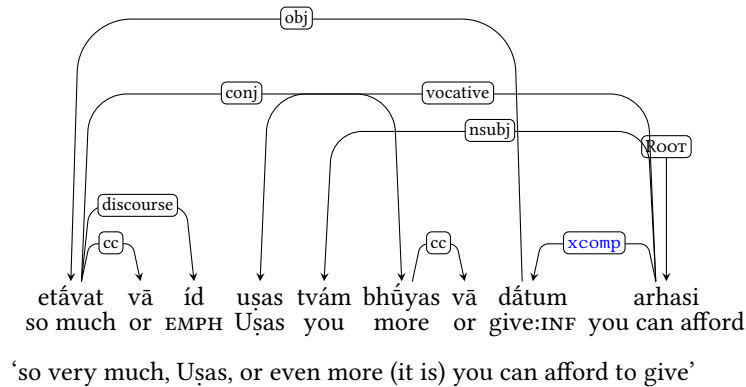 obj
conj vocative
nsubj
ROOT
discourse
cc cc xcomp
etā́vat vā íd uṣas tvám bhū́yas vā dā́tum arhasi
so much or EMPH Uṣas you more or give:INF you can afford
‘so very much, Uṣas, or even more (it is) you can afford to give’